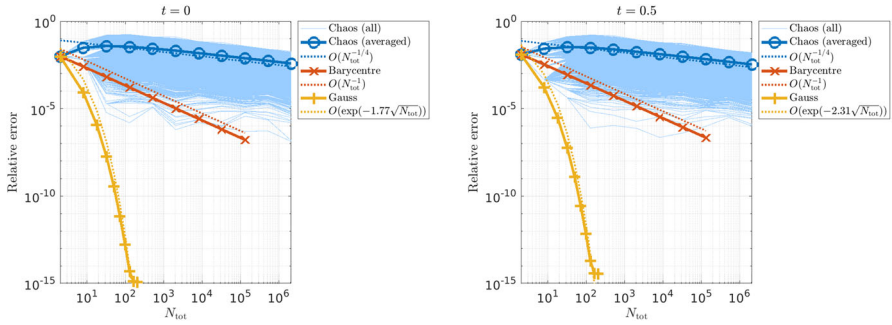 t = 0
Relative error
10^0
10^-5
10^-10
10^-15
10^1 10^2 10^3 10^4 10^5 10^6
N_tot
Chaos (all)
Chaos (averaged)
O(N_tot^-1/4)
Barycentre
O(N_tot^-1)
Gauss
O(exp(−1.77√N_tot))
t = 0.5
Relative error
10^0
10^-5
10^-10
10^-15
10^1 10^2 10^3 10^4 10^5 10^6
N_tot
Chaos (all)
Chaos (averaged)
O(N_tot^-1/4)
Barycentre
O(N_tot^-1)
Gauss
O(exp(−2.31√N_tot))